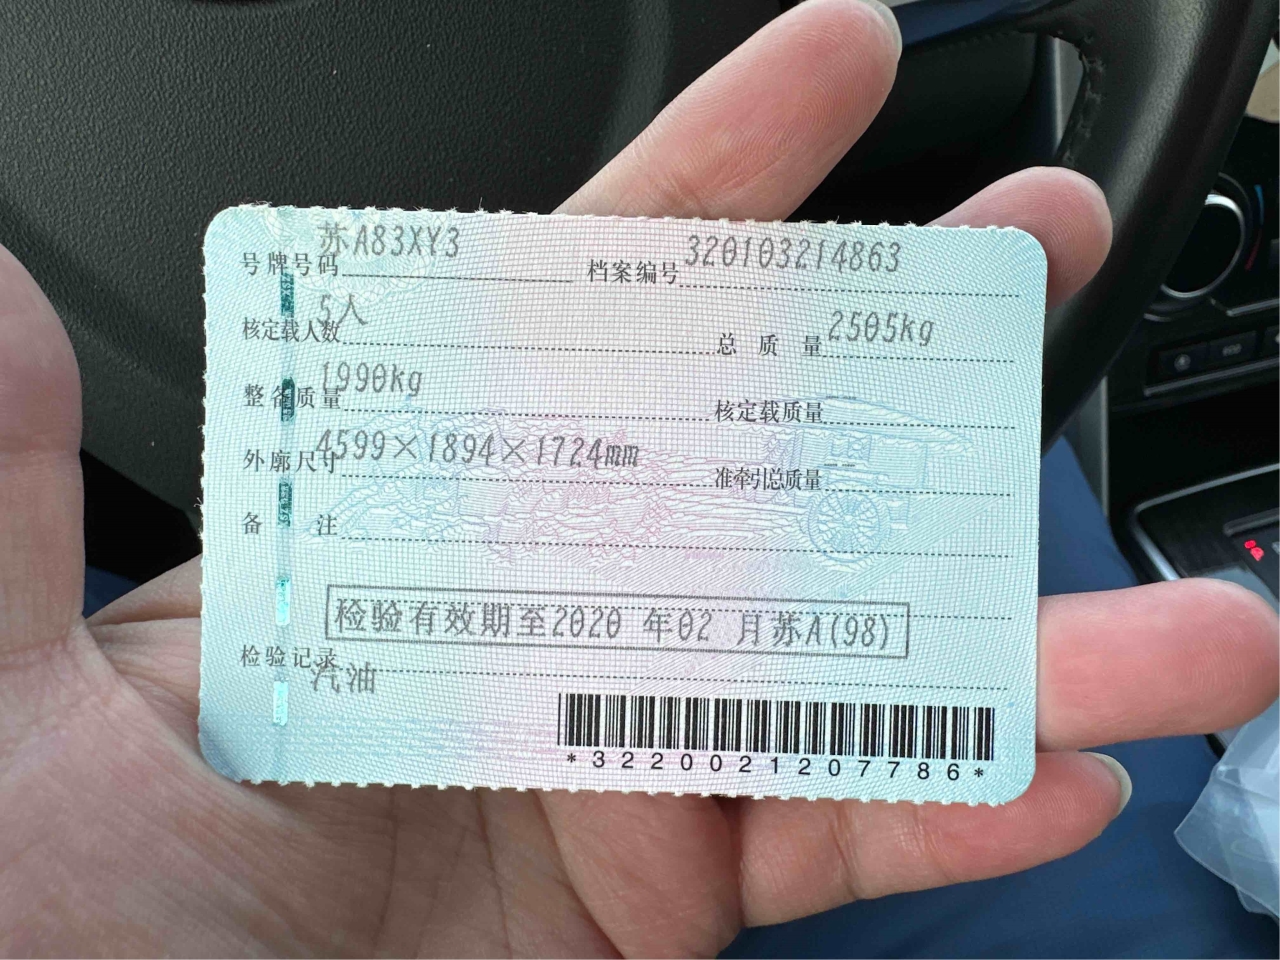 号牌号码 苏A83XY3 档案编号 320103214863
核定载人数 5人 总质量 2505kg
整备质量 1990kg 核定载质量 --
外廓尺寸 4599×1894×1724mm 准牵引总质量 --
备注
检验有效期至2020 年02 月苏A(98)
检验记录
汽油
*3220021207786*